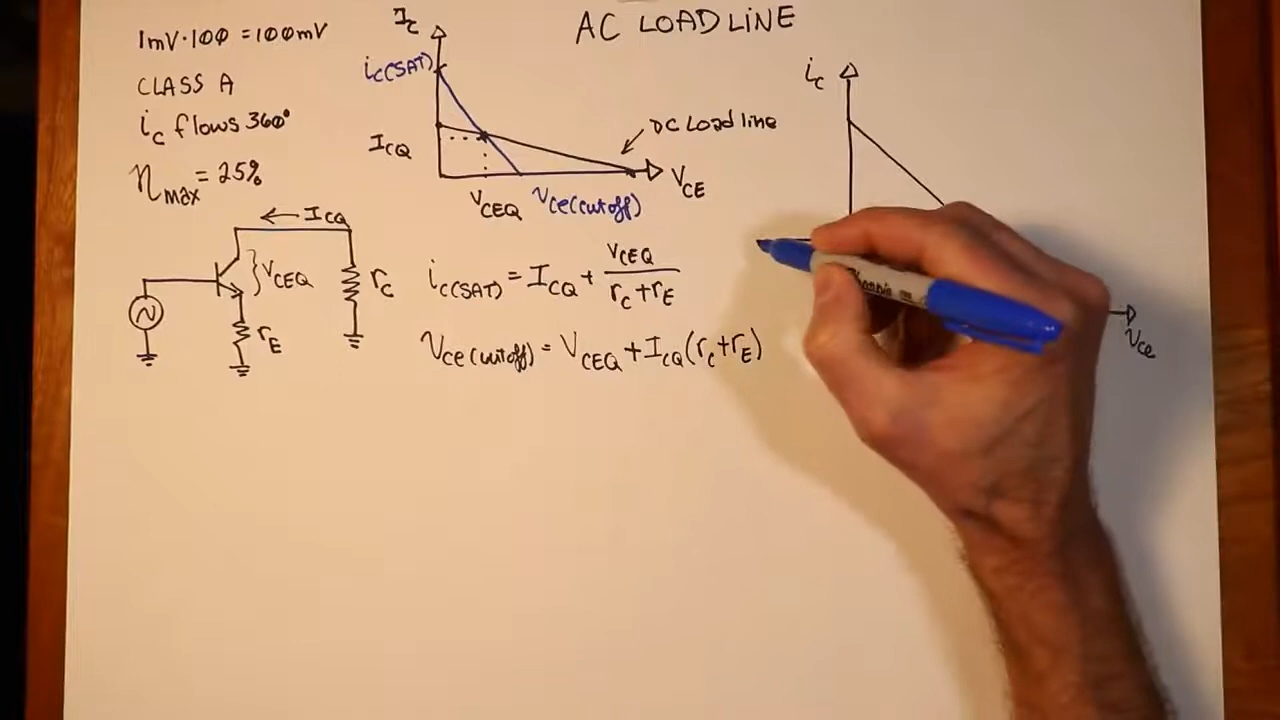 AC LOAD LINE
1mV·100 = 100mV
CLASS A
ic flows 360°
ηmax = 25%
Ic
ic(SAT)
ICQ
DC Load line
VCE
VCEQ vce(cutoff)
← ICQ
}VCEQ
rC
rE
ic(SAT) = ICQ + VCEQ / rC + rE
vce(cutoff) = VCEQ + ICQ(rC + rE)
ic
vce